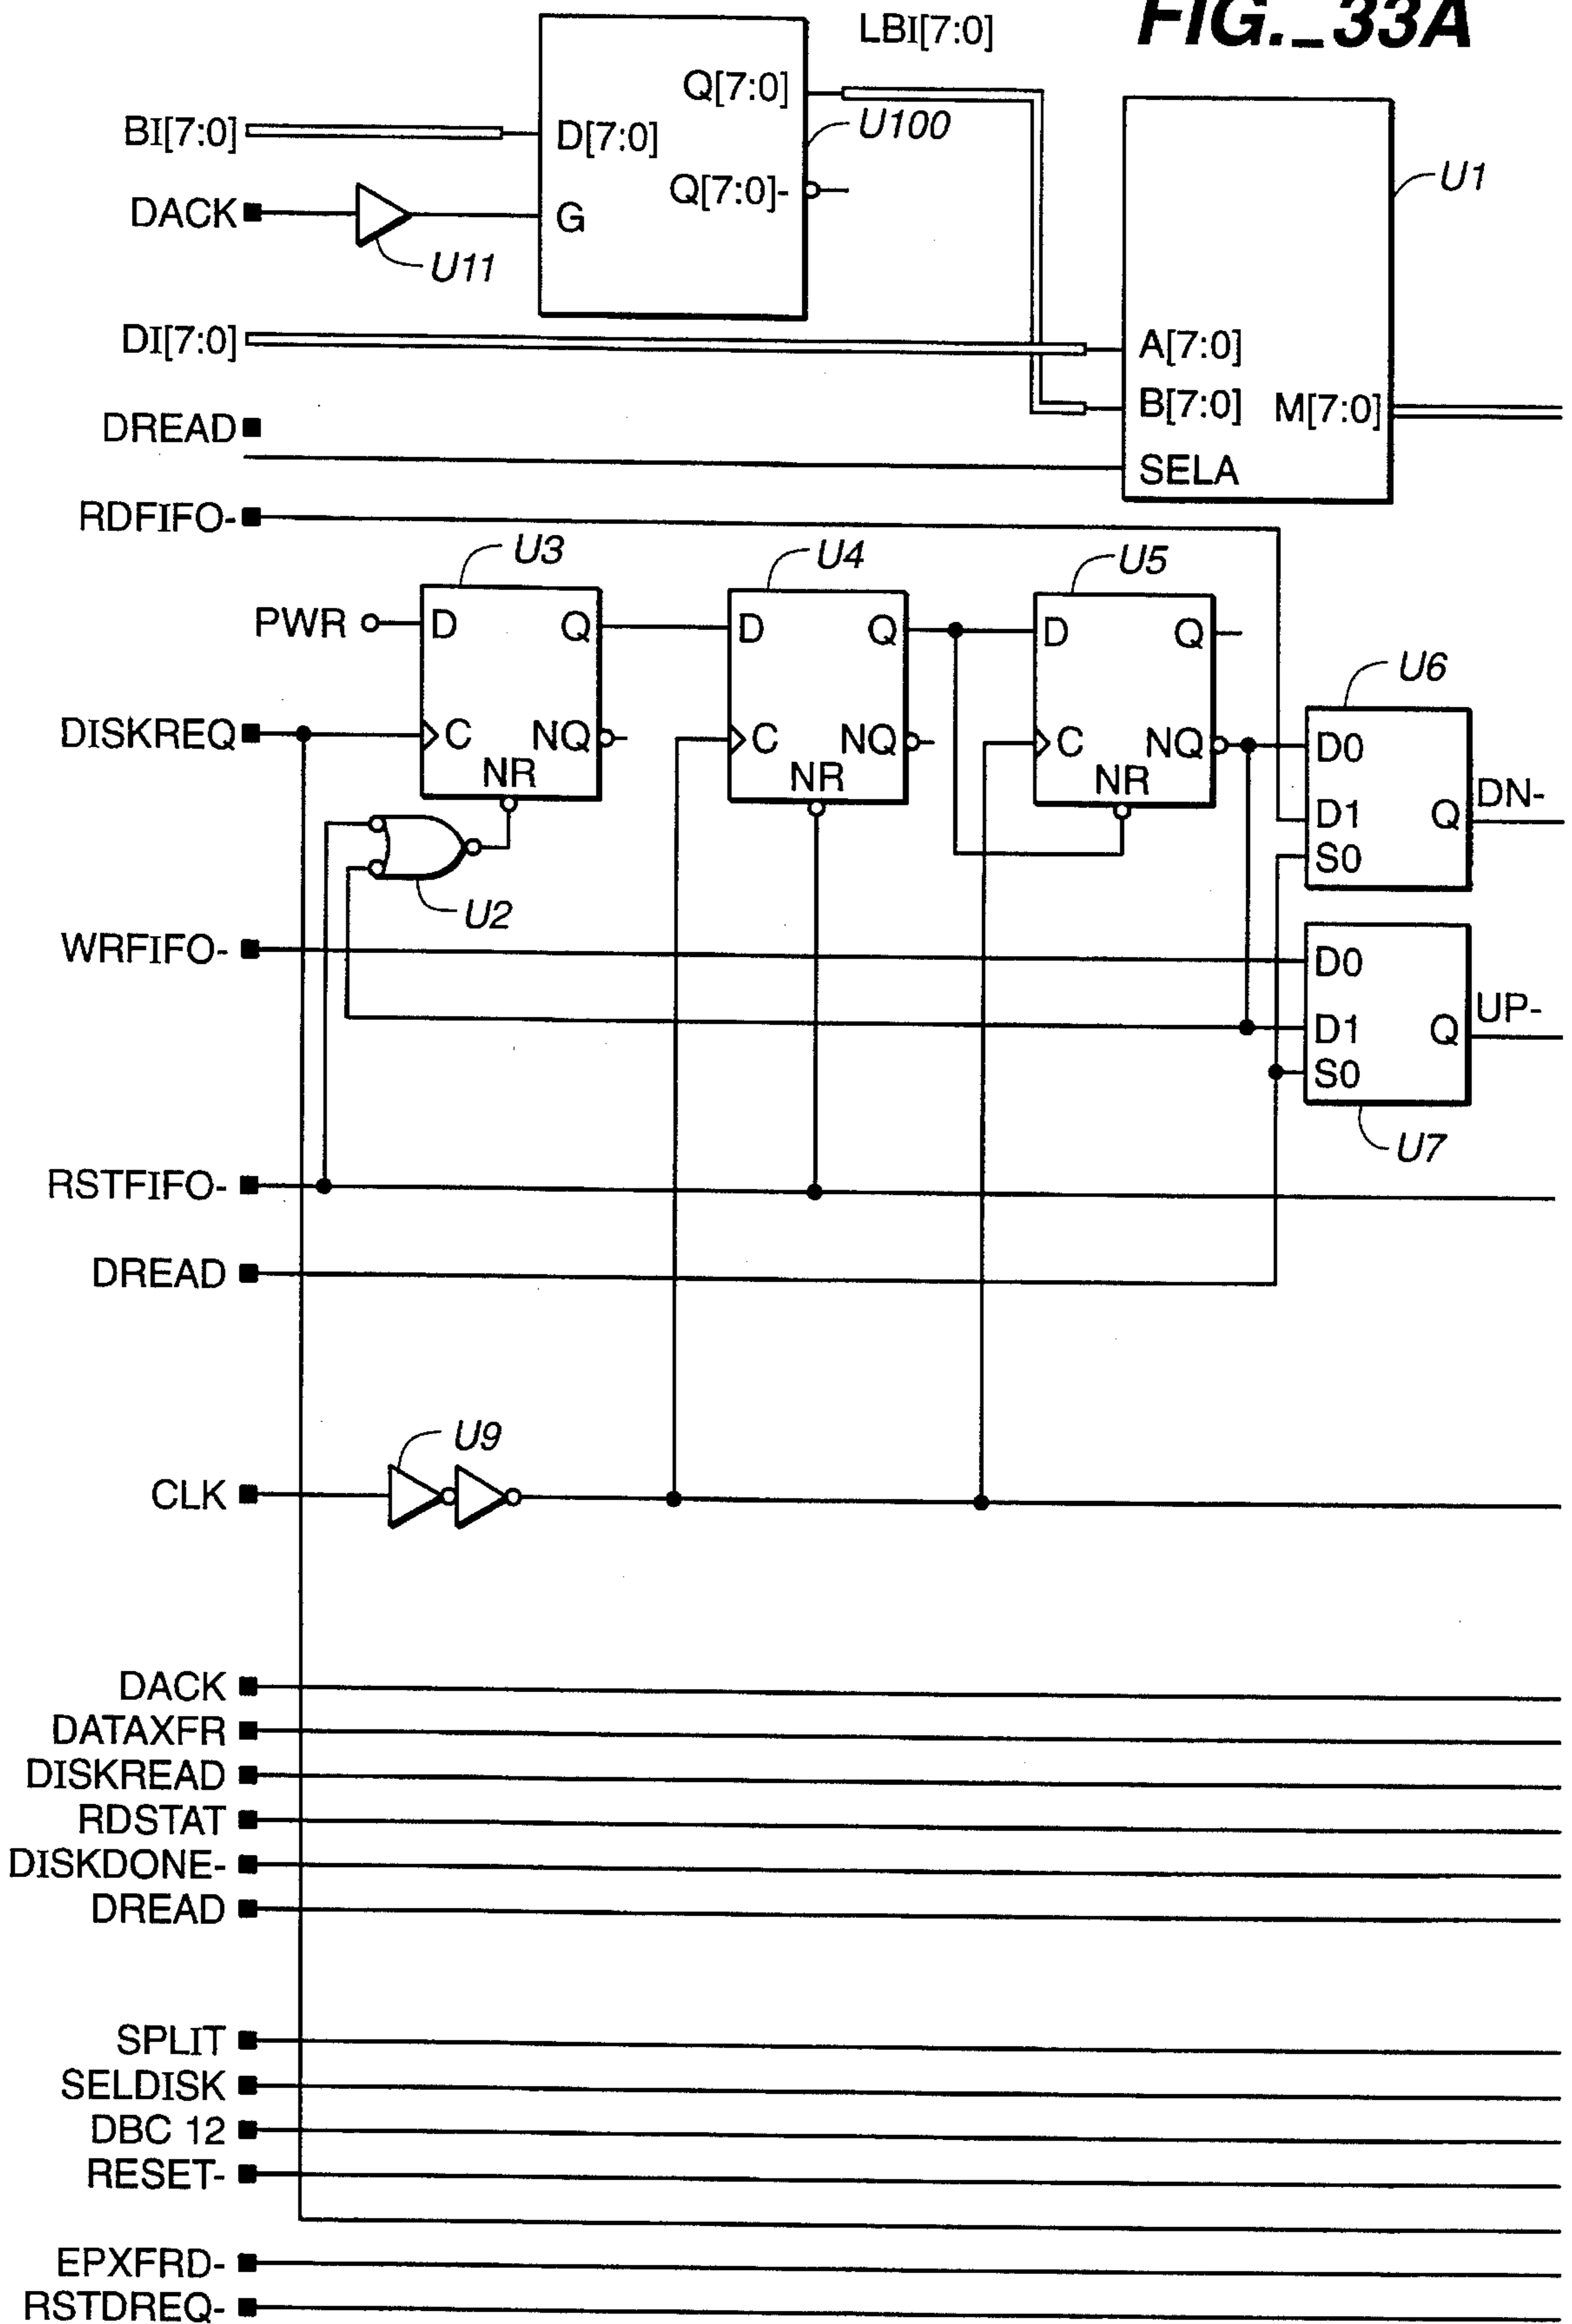 FIG._33A
LBI[7:0]
Q[7:0]
BI[7:0]
D[7:0]
U100
Q[7:0]-
U1
DACK
G
U11
DI[7:0]
A[7:0]
B[7:0]
M[7:0]
DREAD
SELA
RDFIFO-
U3
U4
U5
PWR
D
Q
D
Q
D
Q
U6
DISKREQ
C
NQ
C
NQ
C
NQ
D0
NR
NR
NR
DN-
D1
Q
S0
U2
WRFIFO-
D0
UP-
D1
Q
S0
U7
RSTFIFO-
DREAD
U9
CLK
DACK
DATAXFR
DISKREAD
RDSTAT
DISKDONE-
DREAD
SPLIT
SELDISK
DBC 12
RESET-
EPXFRD-
RSTDREQ-